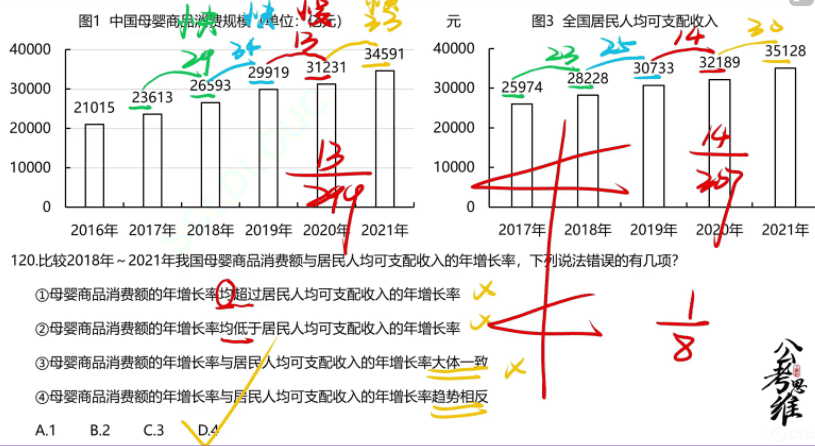 图1 中国母婴商品消费规模（单位：亿元）
元
图3 全国居民人均可支配收入
快 快 慢
29 26 13 33
23 25 14 30
40000
30000
20000
10000
0
21015
23613
26593
29919
31231
34591
2016年 2017年 2018年 2019年 2020年 2021年
13
299
40000
30000
20000
10000
0
25974
28228
30733
32189
35128
2017年 2018年 2019年 2020年 2021年
14
307
120.比较2018年～2021年我国母婴商品消费额与居民人均可支配收入的年增长率，下列说法错误的有几项?
①母婴商品消费额的年增长率均超过居民人均可支配收入的年增长率
②母婴商品消费额的年增长率均低于居民人均可支配收入的年增长率
③母婴商品消费额的年增长率与居民人均可支配收入的年增长率大体一致
④母婴商品消费额的年增长率与居民人均可支配收入的年增长率趋势相反
1
8
A.1 B.2 C.3 D.4
公考思维